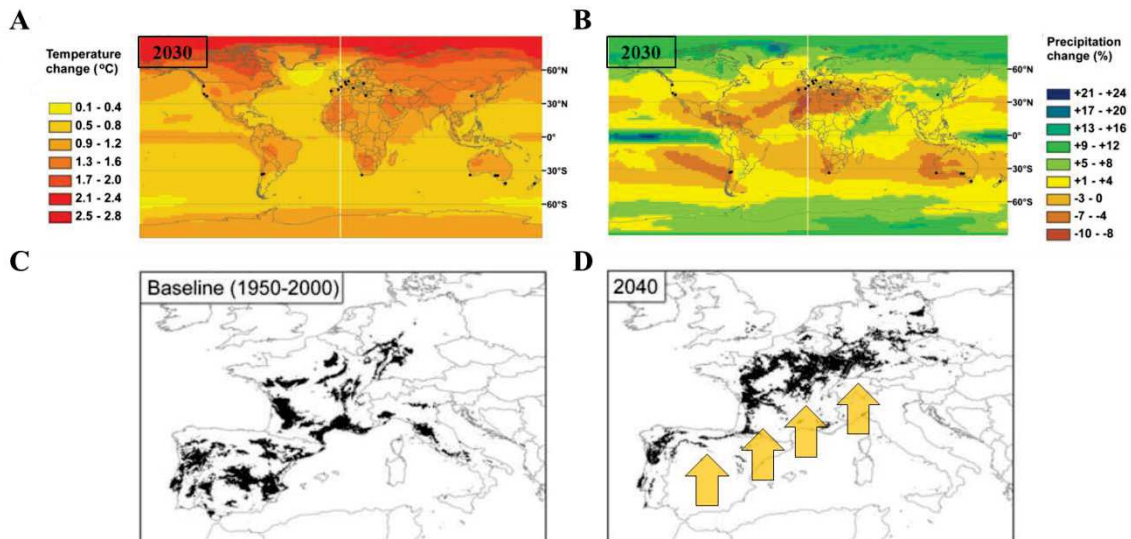 A
2030
Temperature
change (°C)
0.1 - 0.4
0.5 - 0.8
0.9 - 1.2
1.3 - 1.6
1.7 - 2.0
2.1 - 2.4
2.5 - 2.8
60°N
30°N
0°
30°S
60°S
B
2030
60°N
30°N
0°
30°S
60°S
Precipitation
change (%)
+21 - +24
+17 - +20
+13 - +16
+9 - +12
+5 - +8
+1 - +4
-3 - 0
-7 - -4
-10 - -8
C
Baseline (1950-2000)
D
2040